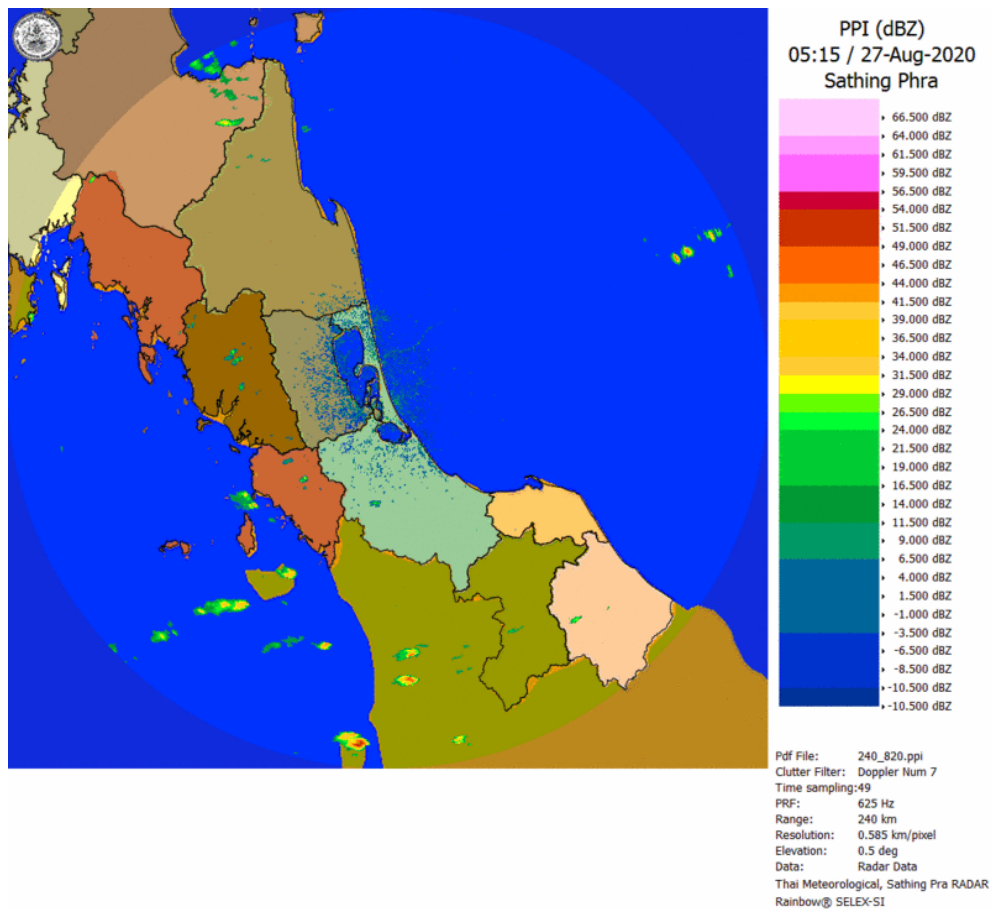 PPI (dBZ)
05:15 / 27-Aug-2020
Sathing Phra
66.500 dBZ
64.000 dBZ
61.500 dBZ
59.500 dBZ
56.500 dBZ
54.000 dBZ
51.500 dBZ
49.000 dBZ
46.500 dBZ
44.000 dBZ
41.500 dBZ
39.000 dBZ
36.500 dBZ
34.000 dBZ
31.500 dBZ
29.000 dBZ
26.500 dBZ
24.000 dBZ
21.500 dBZ
19.000 dBZ
16.500 dBZ
14.000 dBZ
11.500 dBZ
9.000 dBZ
6.500 dBZ
4.000 dBZ
1.500 dBZ
-1.000 dBZ
-3.500 dBZ
-6.500 dBZ
-8.500 dBZ
-10.500 dBZ
-10.500 dBZ
Pdf File: 240_820.ppi
Clutter Filter: Doppler Num 7
Time sampling:49
PRF: 625 Hz
Range: 240 km
Resolution: 0.585 km/pixel
Elevation: 0.5 deg
Data: Radar Data
Thai Meteorological, Sathing Pra RADAR
Rainbow® SELEX-SI